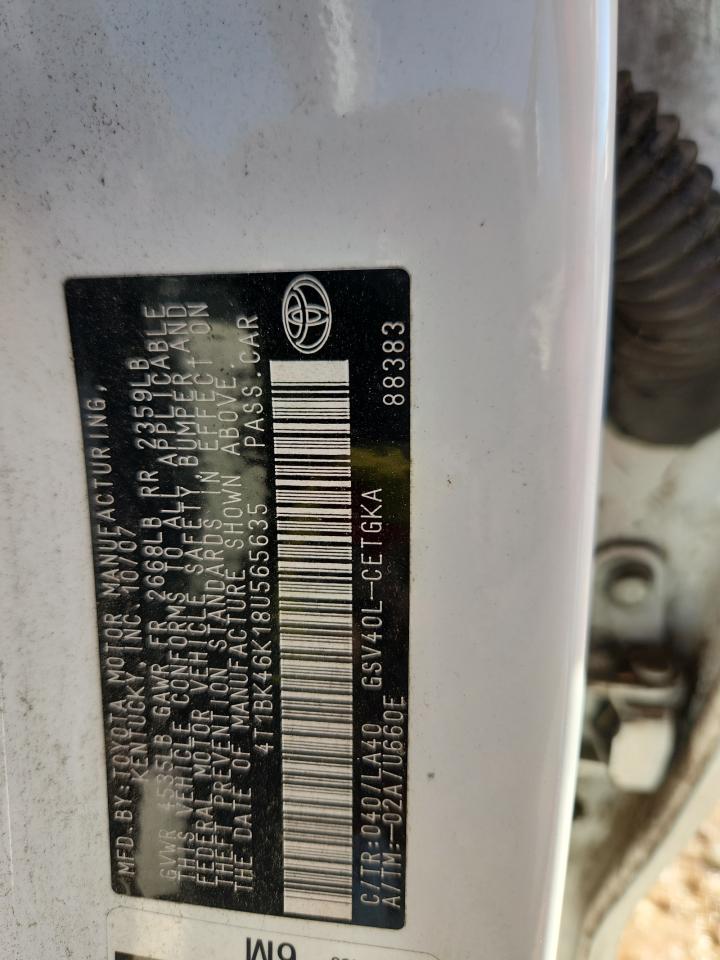 MFD.BY:TOYOTA MOTOR MANUFACTURING,
KENTUCKY, INC. 10/07
GVWR 4535LB GAWR FR 2668LB RR 2359LB
THIS VEHICLE CONFORMS TO ALL APPLICABLE
FEDERAL MOTOR VEHICLE SAFETY BUMPER AND
THEFT PREVENTION STANDARDS IN EFFECT ON
THE DATE OF MANUFACTURE SHOWN ABOVE.
4T1BK46K18U565635 PASS.CAR
C/TR:040/LA40 GSV40L-CETGKA
A/TM:-02A/U660E 88383
6M